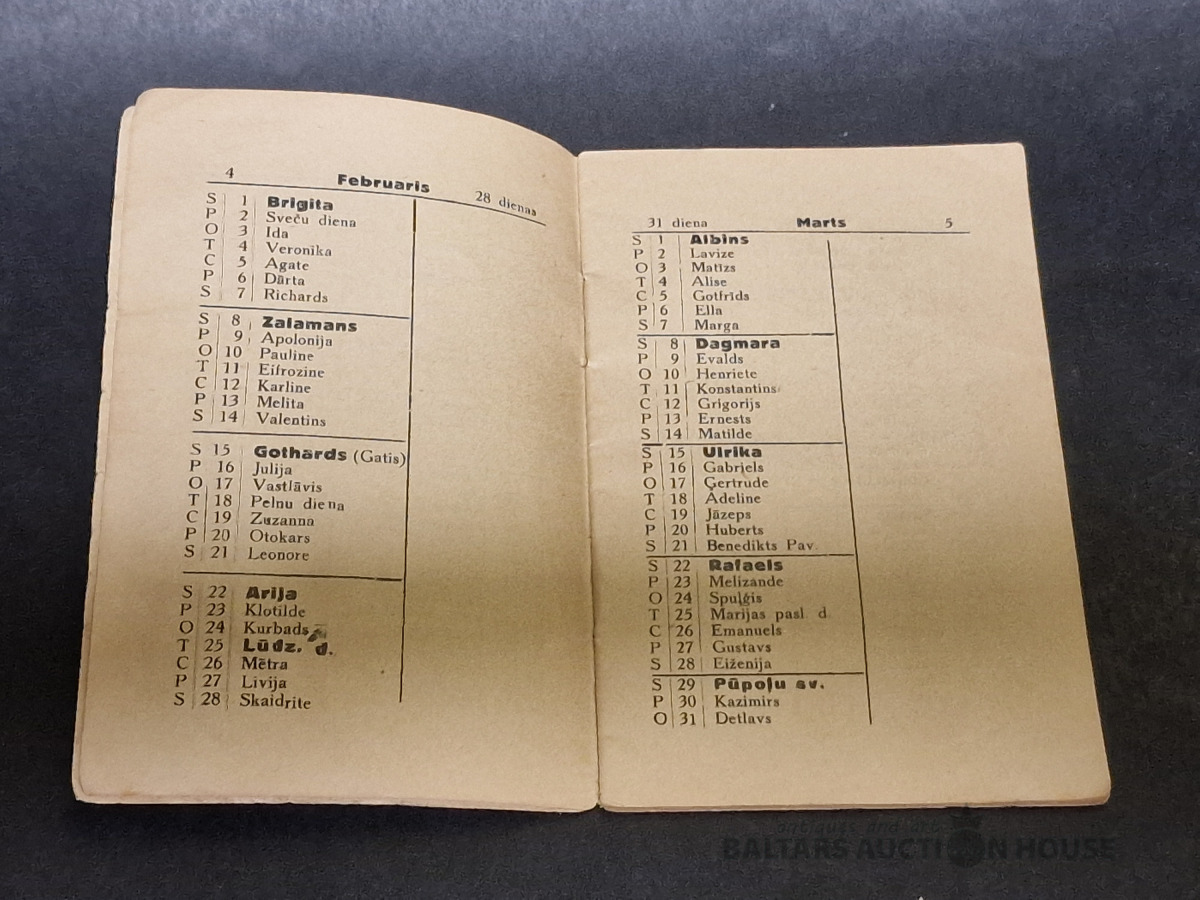 4 Februaris 28 dienas
S 1 Brigita
P 2 Sveču diena
O 3 Ida
T 4 Veronika
C 5 Agate
P 6 Dārta
S 7 Richards
S 8 Zalamans
P 9 Apolonija
O 10 Pauline
T 11 Eifrozine
C 12 Karline
P 13 Melita
S 14 Valentins
S 15 Gothards (Gatis)
P 16 Julija
O 17 Vastlāvis
T 18 Pelnu diena
C 19 Zuzanna
P 20 Otokars
S 21 Leonore
S 22 Arija
P 23 Klotilde
O 24 Kurbads
T 25 Lūdz. d.
C 26 Mētra
P 27 Livija
S 28 Skaidrite
31 diena Marts 5
S 1 Albins
P 2 Lavize
O 3 Matīzs
T 4 Alise
C 5 Gotfrīds
P 6 Ella
S 7 Marga
S 8 Dagmara
P 9 Evalds
O 10 Henriete
T 11 Konstantins
C 12 Grigorijs
P 13 Ernests
S 14 Matilde
S 15 Ulrika
P 16 Gabriels
O 17 Ģertrude
T 18 Adeline
C 19 Jāzeps
P 20 Huberts
S 21 Benedikts Pav.
S 22 Rafaels
P 23 Melizande
O 24 Spulģis
T 25 Marijas pasl d
C 26 Emanuels
P 27 Gustavs
S 28 Eiženija
S 29 Pūpoļu sv.
P 30 Kazimirs
O 31 Detlavs
antiques and art
BALTARS AUCTION HOUSE